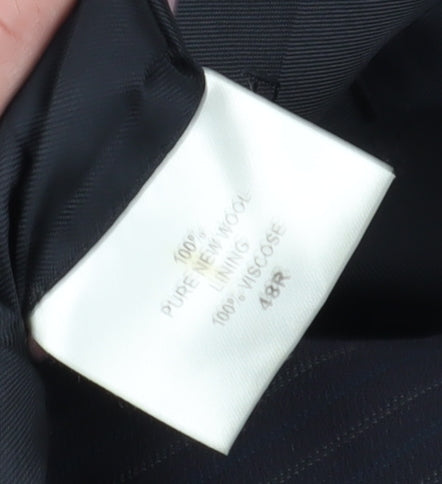 100%
PURE NEW WOOL
LINING
100% VISCOSE
48R